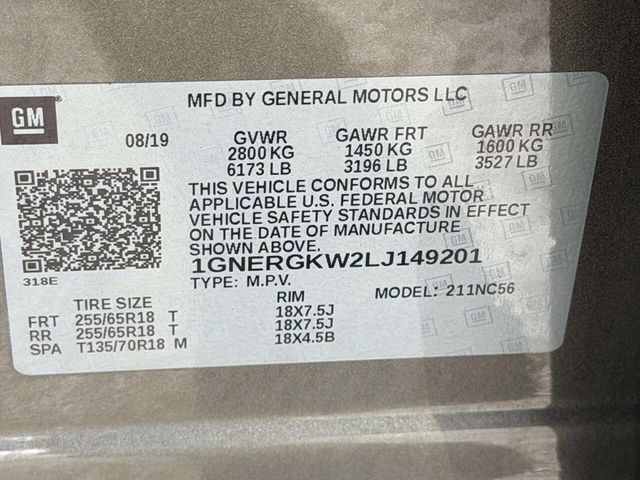 GM
MFD BY GENERAL MOTORS LLC
08/19 GVWR GAWR FRT GAWR RR
2800 KG 1450 KG 1600 KG
6173 LB 3196 LB 3527 LB
THIS VEHICLE CONFORMS TO ALL
APPLICABLE U.S. FEDERAL MOTOR
VEHICLE SAFETY STANDARDS IN EFFECT
ON THE DATE OF MANUFACTURE
SHOWN ABOVE.
318E
1GNERGKW2LJ149201
TYPE: M.P.V. MODEL: 211NC56
TIRE SIZE RIM
FRT 255/65R18 T 18X7.5J
RR 255/65R18 T 18X7.5J
SPA T135/70R18 M 18X4.5B